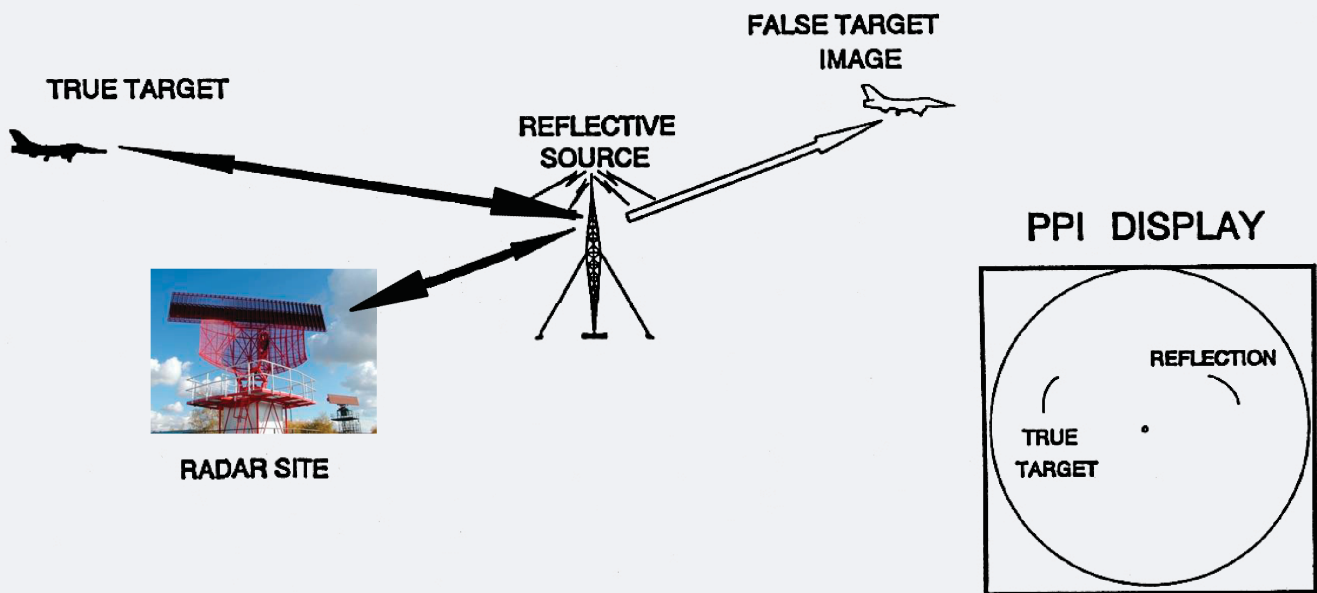 TRUE TARGET
FALSE TARGET
IMAGE
REFLECTIVE
SOURCE
RADAR SITE
PPI DISPLAY
REFLECTION
TRUE
TARGET